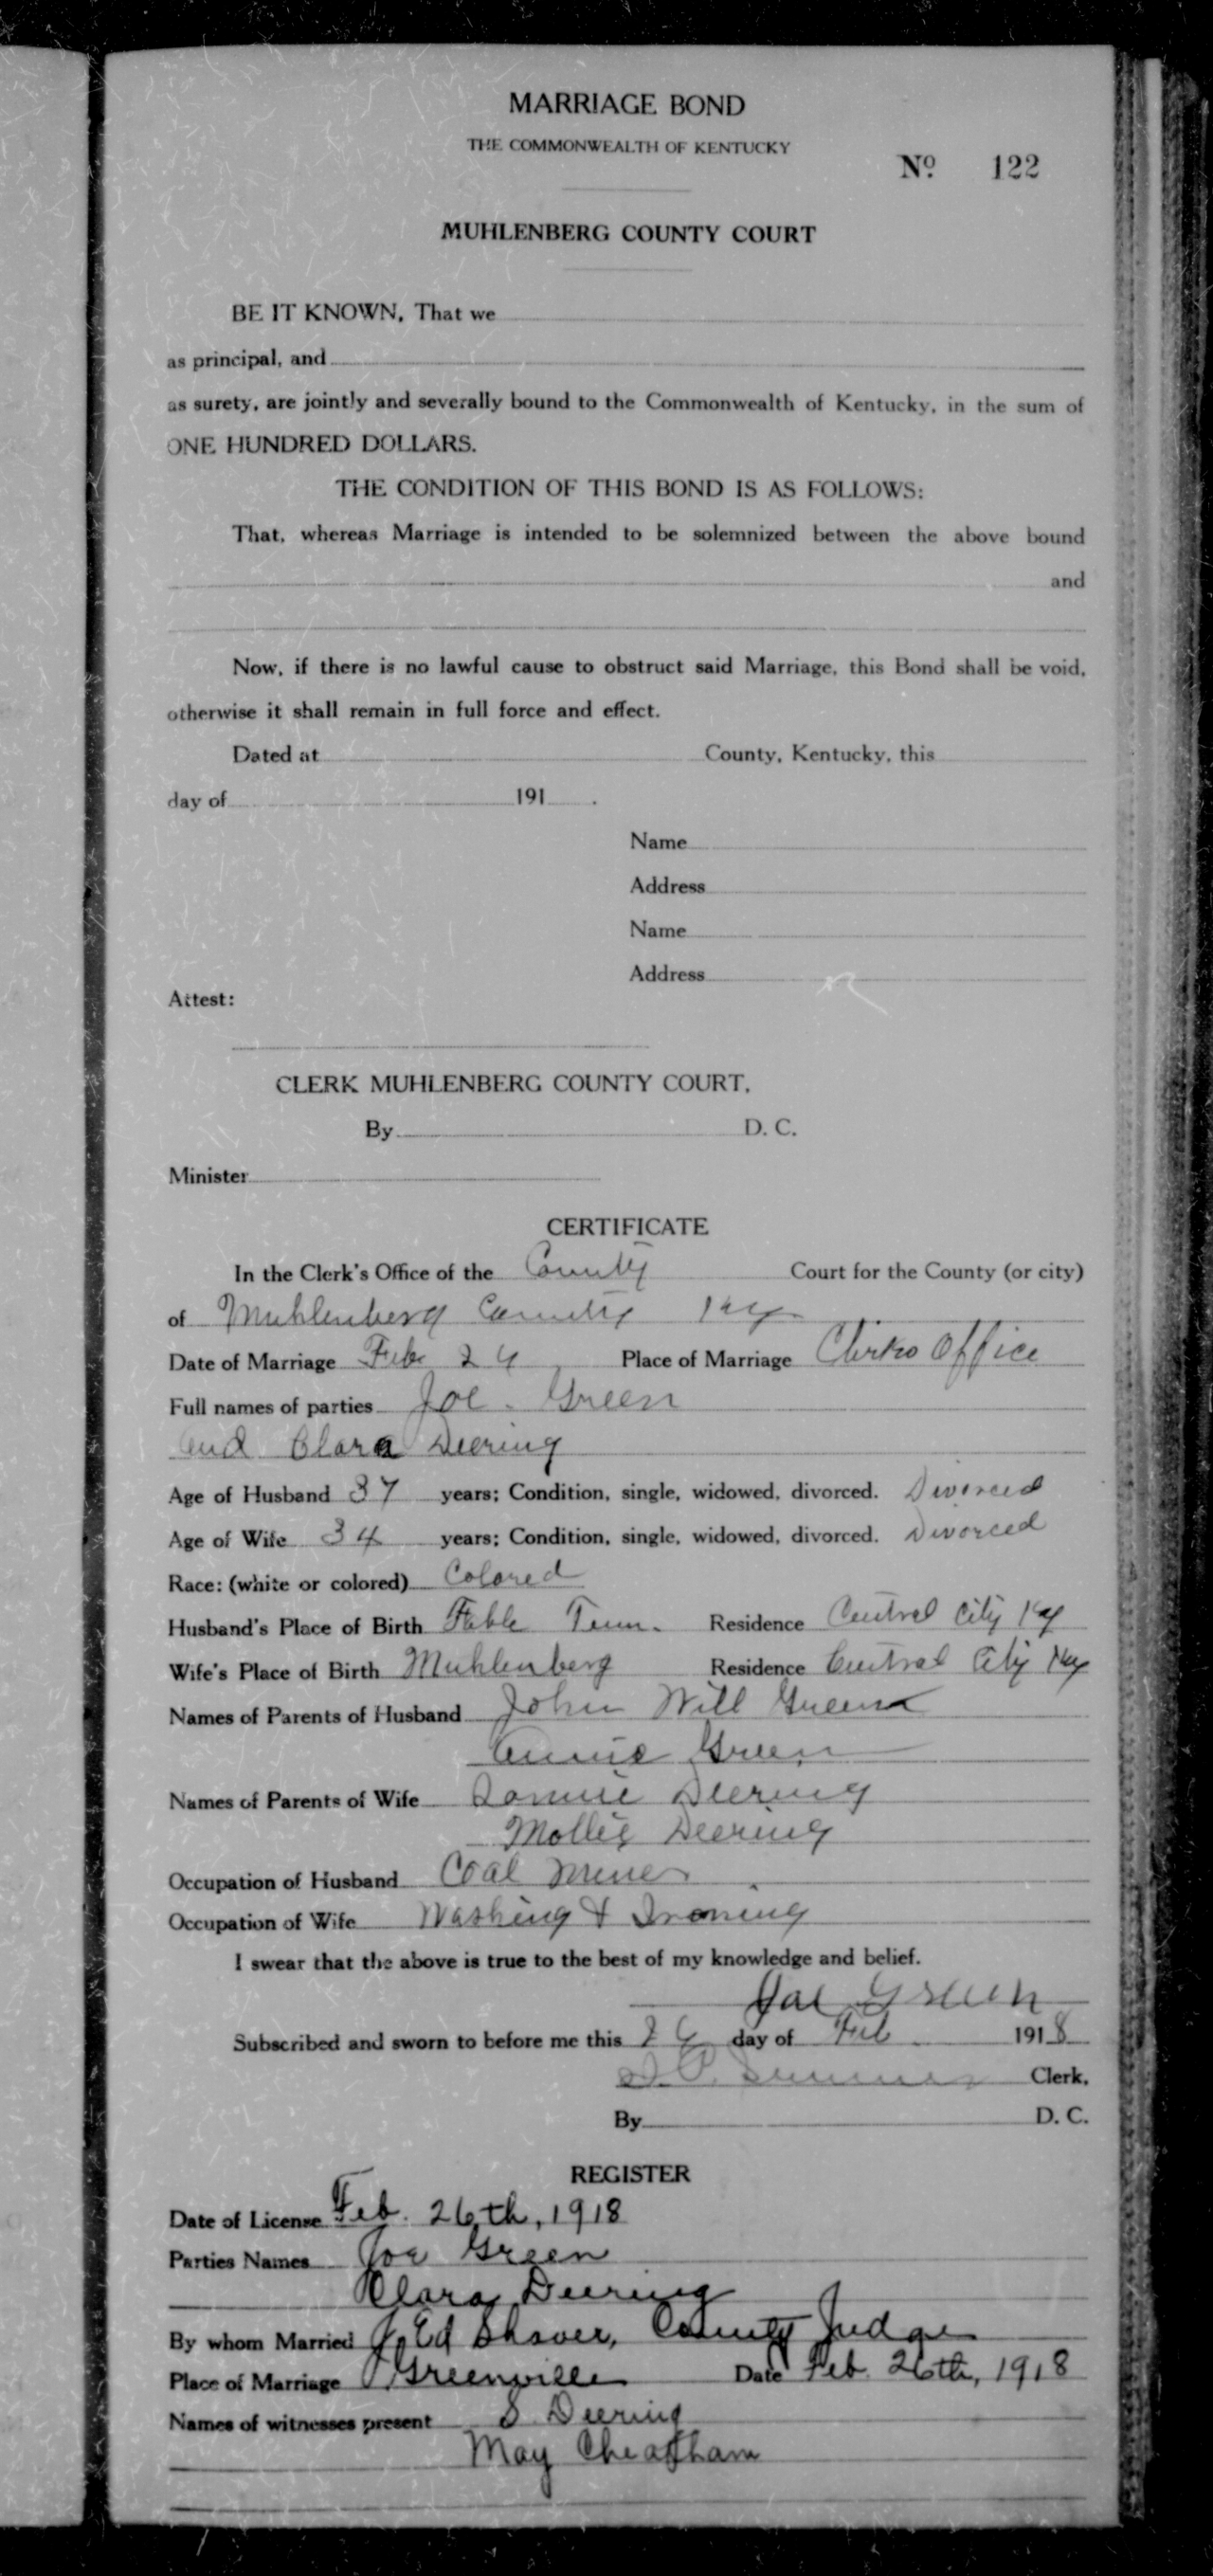 MARRIAGE BOND
THE COMMONWEALTH OF KENTUCKY
No. 122
MUHLENBERG COUNTY COURT
BE IT KNOWN, That we
as principal, and
as surety, are jointly and severally bound to the Commonwealth of Kentucky, in the sum of
ONE HUNDRED DOLLARS.
THE CONDITION OF THIS BOND IS AS FOLLOWS:
That, whereas Marriage is intended to be solemnized between the above bound
and
Now, if there is no lawful cause to obstruct said Marriage, this Bond shall be void,
otherwise it shall remain in full force and effect.
Dated at County, Kentucky, this
day of 191 .
Name
Address
Name
Address
Attest:
CLERK MUHLENBERG COUNTY COURT.
By D. C.
Minister
CERTIFICATE
In the Clerk's Office of the County Court for the County (or city)
of Muhlenberg County Ky
Date of Marriage Feb Place of Marriage Clerks Office
Full names of parties Joe Green
and Clara Deering
Age of Husband 37 years; Condition, single, widowed, divorced. Divorced
Age of Wife 34 years; Condition, single, widowed, divorced. Divorced
Race: (white or colored) Colored
Husband's Place of Birth Tenn. Residence Central City Ky
Wife's Place of Birth Muhlenberg Residence Central City Ky
Names of Parents of Husband John Will Green
Annie Green
Names of Parents of Wife Deering
Mollie Deering
Occupation of Husband Coal Miner
Occupation of Wife Washing & Ironing
I swear that the above is true to the best of my knowledge and belief.
Joe Green
Subscribed and sworn to before me this 26 day of Feb 1918
Summers Clerk.
By D. C.
REGISTER
Date of License Feb. 26th, 1918
Parties Names Joe Green
Clara Deering
By whom Married J. Ed Shaver, County Judge
Place of Marriage Greenville Date Feb. 26th, 1918
Names of witnesses present S. Deering
May Cheatham